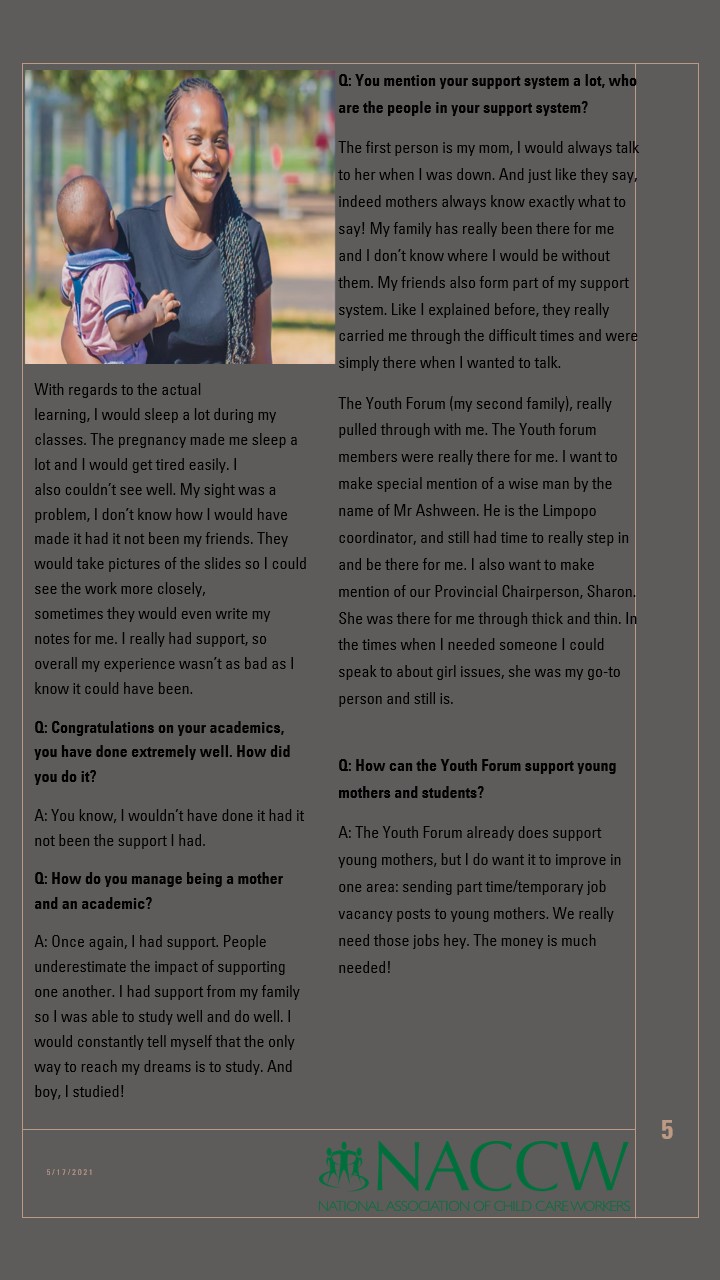 With regards to the actual
learning, I would sleep a lot during my
classes. The pregnancy made me sleep a
lot and I would get tired easily. I
also couldn’t see well. My sight was a
problem, I don’t know how I would have
made it had it not been my friends. They
would take pictures of the slides so I could
see the work more closely,
sometimes they would even write my
notes for me. I really had support, so
overall my experience wasn’t as bad as I
know it could have been.
Q: Congratulations on your academics,
you have done extremely well. How did
you do it?
A: You know, I wouldn’t have done it had it
not been the support I had.
Q: How do you manage being a mother
and an academic?
A: Once again, I had support. People
underestimate the impact of supporting
one another. I had support from my family
so I was able to study well and do well. I
would constantly tell myself that the only
way to reach my dreams is to study. And
boy, I studied!
Q: You mention your support system a lot, who
are the people in your support system?
The first person is my mom, I would always talk
to her when I was down. And just like they say,
indeed mothers always know exactly what to
say! My family has really been there for me
and I don’t know where I would be without
them. My friends also form part of my support
system. Like I explained before, they really
carried me through the difficult times and were
simply there when I wanted to talk.
The Youth Forum (my second family), really
pulled through with me. The Youth forum
members were really there for me. I want to
make special mention of a wise man by the
name of Mr Ashween. He is the Limpopo
coordinator, and still had time to really step in
and be there for me. I also want to make
mention of our Provincial Chairperson, Sharon.
She was there for me through thick and thin. In
the times when I needed someone I could
speak to about girl issues, she was my go-to
person and still is.
Q: How can the Youth Forum support young
mothers and students?
A: The Youth Forum already does support
young mothers, but I do want it to improve in
one area: sending part time/temporary job
vacancy posts to young mothers. We really
need those jobs hey. The money is much
needed!
5
5/17/2021
NACCW
NATIONAL ASSOCIATION OF CHILD CARE WORKERS